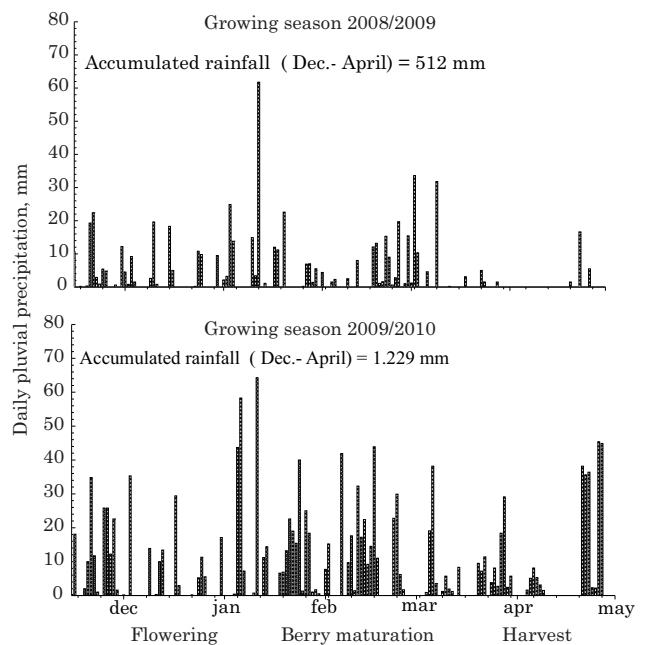 Daily pluvial precipitation, mm
Growing season 2008/2009
Accumulated rainfall ( Dec.- April) = 512 mm
80
70
60
50
40
30
20
10
0
Growing season 2009/2010
Accumulated rainfall ( Dec.- April) = 1.229 mm
80
70
60
50
40
30
20
10
0
dec jan feb mar apr may
Flowering Berry maturation Harvest